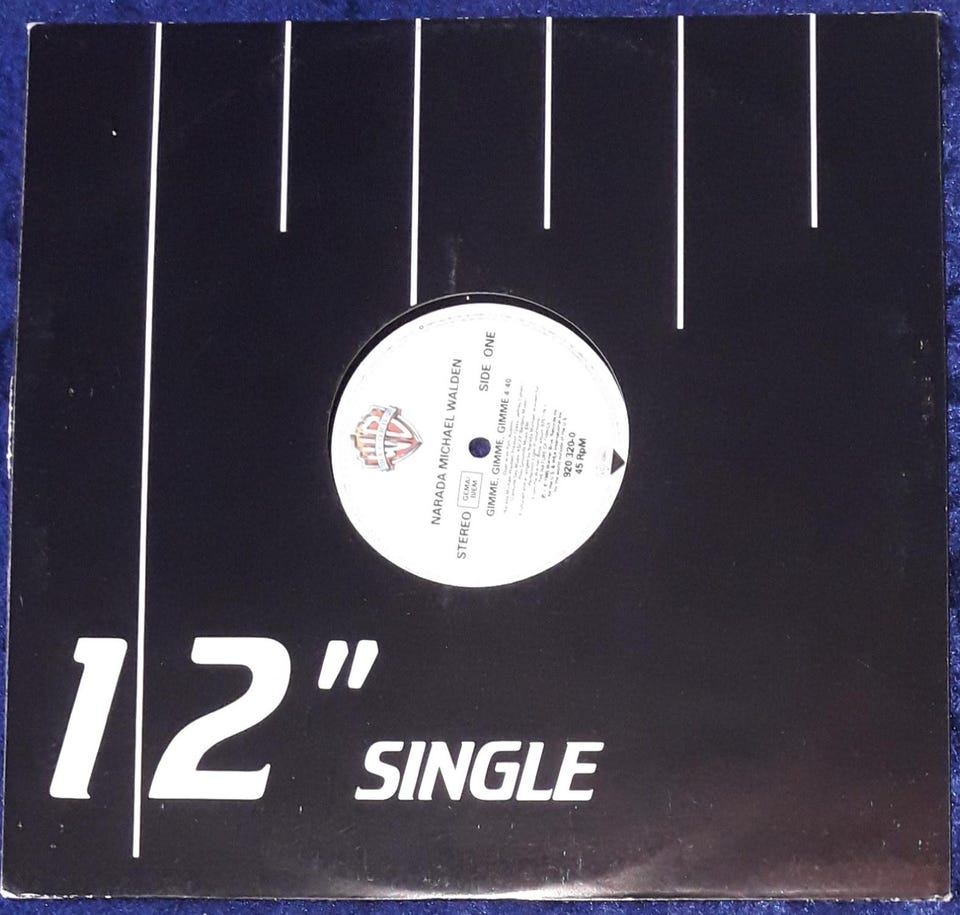 NARADA MICHAEL WALDEN
STEREO GEMA/ BIEM SIDE ONE
GIMME, GIMME, GIMME 4:40
920 320-0
45 RpM
12"
SINGLE